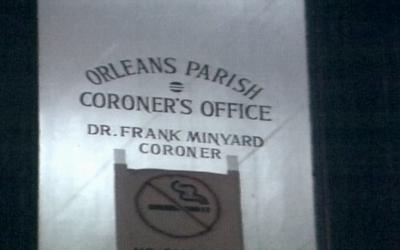 ORLEANS PARISH
CORONER'S OFFICE
DR. FRANK MINYARD
CORONER